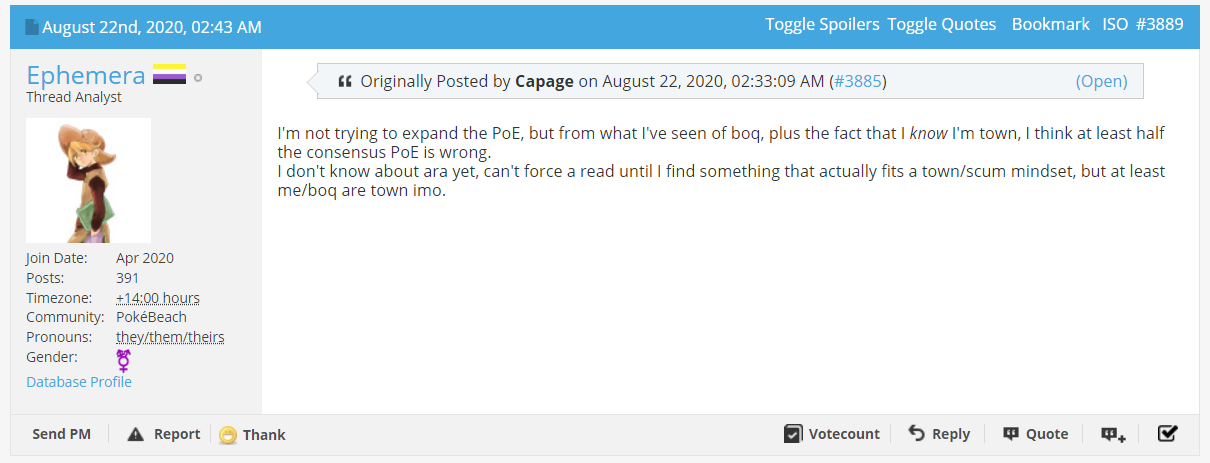 August 22nd, 2020, 02:43 AM
Toggle Spoilers Toggle Quotes Bookmark ISO #3889
Ephemera
Thread Analyst
Join Date: Apr 2020
Posts: 391
Timezone: +14:00 hours
Community: PokéBeach
Pronouns: they/them/theirs
Gender:
Database Profile
Originally Posted by Capage on August 22, 2020, 02:33:09 AM (#3885) (Open)
I'm not trying to expand the PoE, but from what I've seen of boq, plus the fact that I know I'm town, I think at least half
the consensus PoE is wrong.
I don't know about ara yet, can't force a read until I find something that actually fits a town/scum mindset, but at least
me/boq are town imo.
Send PM Report Thank
Votecount Reply Quote